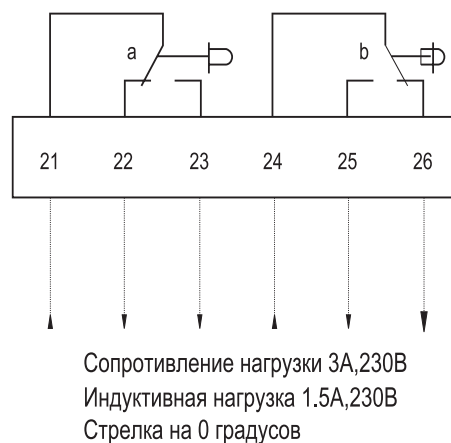 a b
21 22 23 24 25 26
Сопротивление нагрузки 3А,230В
Индуктивная нагрузка 1.5А,230В
Стрелка на 0 градусов